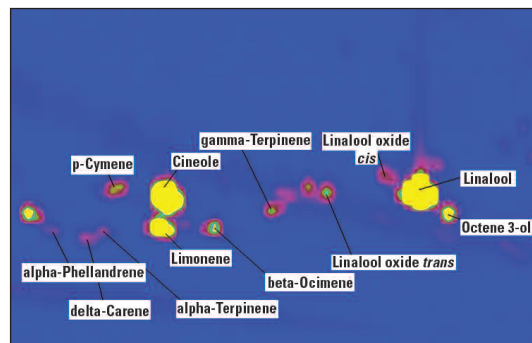 gamma-Terpinene
Linalool oxide
cis
p-Cymene
Cineole
Linalool
Octene 3-ol
Limonene
Linalool oxide trans
alpha-Phellandrene
beta-Ocimene
delta-Carene
alpha-Terpinene